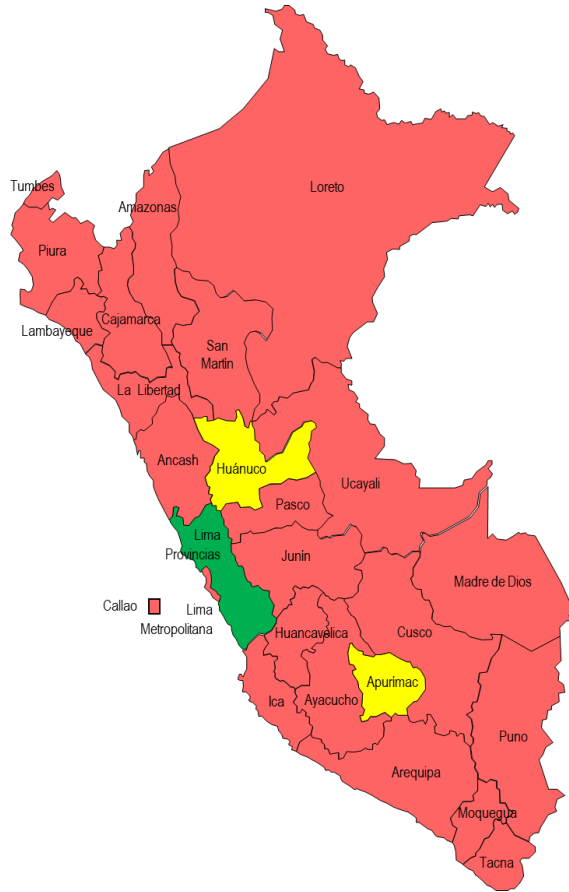 Loreto
Tumbes
Amazonas
Piura
Cajamarca
Lambayeque
San
Martín
La Libertad
Ancash
Huánuco
Ucayali
Pasco
Lima
Provincias
Junín
Madre de Dios
Callao
Lima
Metropolitana
Huancavelica
Cusco
Apurimac
Ica
Ayacucho
Puno
Arequipa
Moquegua
Tacna